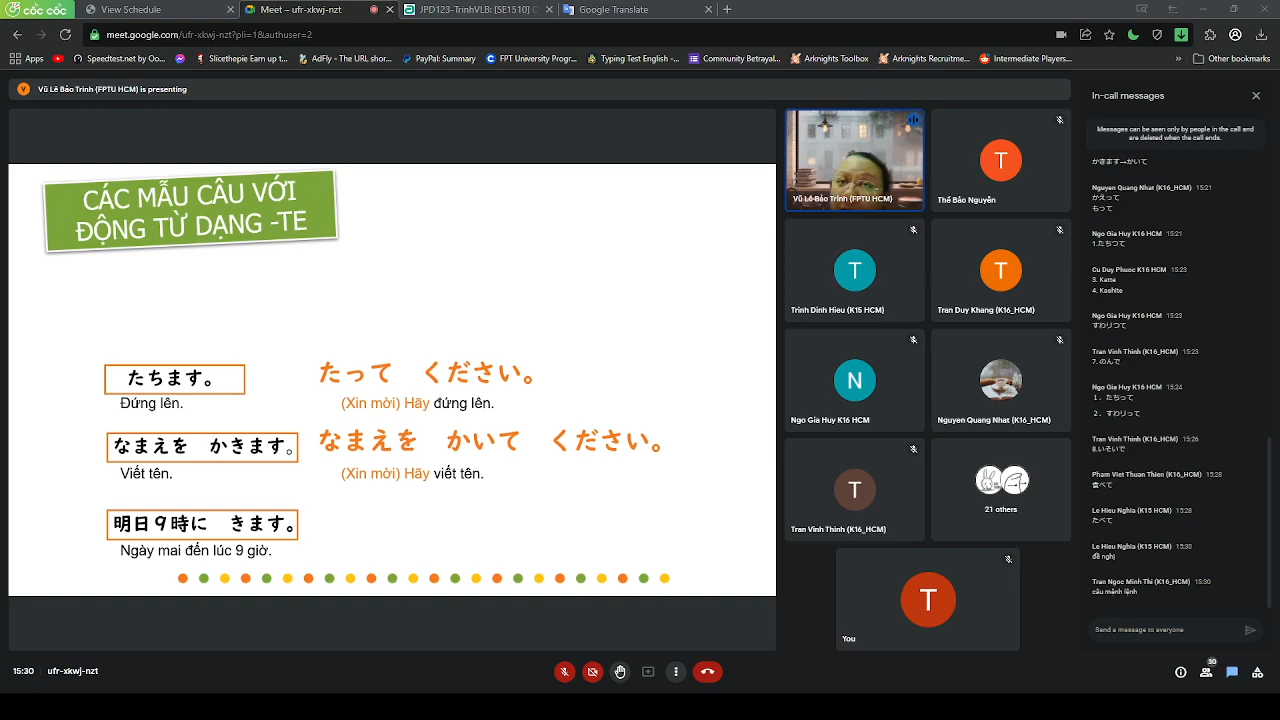 cốc cốc
View Schedule
Meet – ufr-xkwj-nzt
JPD123-TrinhVLB: [SE1510] C
Google Translate
meet.google.com/ufr-xkwj-nzt?pli=1&authuser=2
Apps
Speedtest.net by Oo...
Slicethepie Earn up t...
AdFly - The URL shor...
PayPal: Summary
FPT University Progr...
Typing Test English -...
Community Betrayal...
Arknights Toolbox
Arknights Recruitme...
Intermediate Players...
»
Other bookmarks
V
Vũ Lê Bảo Trinh (FPTU HCM) is presenting
CÁC MẪU CÂU VỚI
ĐỘNG TỪ DẠNG -TE
たちます。
たって　ください。
Đứng lên.
(Xin mời) Hãy đứng lên.
なまえを　かきます。
なまえを　かいて　ください。
Viết tên.
(Xin mời) Hãy viết tên.
明日９時に　きます。
Ngày mai đến lúc 9 giờ.
Vũ Lê Bảo Trinh (FPTU HCM)
T
Thế Bảo Nguyễn
T
Trinh Dinh Hieu (K15 HCM)
T
Tran Duy Khang (K16_HCM)
N
Ngo Gia Huy K16 HCM
Nguyen Quang Nhat (K16_HCM)
T
Tran Vinh Thinh (K16_HCM)
21 others
T
You
In-call messages
Messages can be seen only by people in the call and
are deleted when the call ends.
かきます→かいて
Nguyen Quang Nhat (K16_HCM) 15:21
かえって
もって
Ngo Gia Huy K16 HCM 15:21
1.たちつて
Cu Duy Phuoc K16 HCM 15:23
3. Katte
4. Kashite
Ngo Gia Huy K16 HCM 15:23
すわりつて
Tran Vinh Thinh (K16_HCM) 15:23
7. のんで
Ngo Gia Huy K16 HCM 15:24
１．たちって
２．すわりって
Tran Vinh Thinh (K16_HCM) 15:26
8.いそいで
Pham Viet Thuan Thien (K16_HCM) 15:28
食べて
Le Hieu Nghia (K15 HCM) 15:28
たべて
Le Hieu Nghia (K15 HCM) 15:30
đề nghị
Tran Ngoc Minh Thi (K16_HCM) 15:30
câu mệnh lệnh
Send a message to everyone
15:30
ufr-xkwj-nzt
30